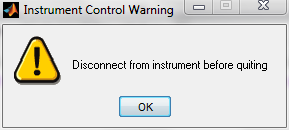 Instrument Control Warning
Disconnect from instrument before quiting
OK